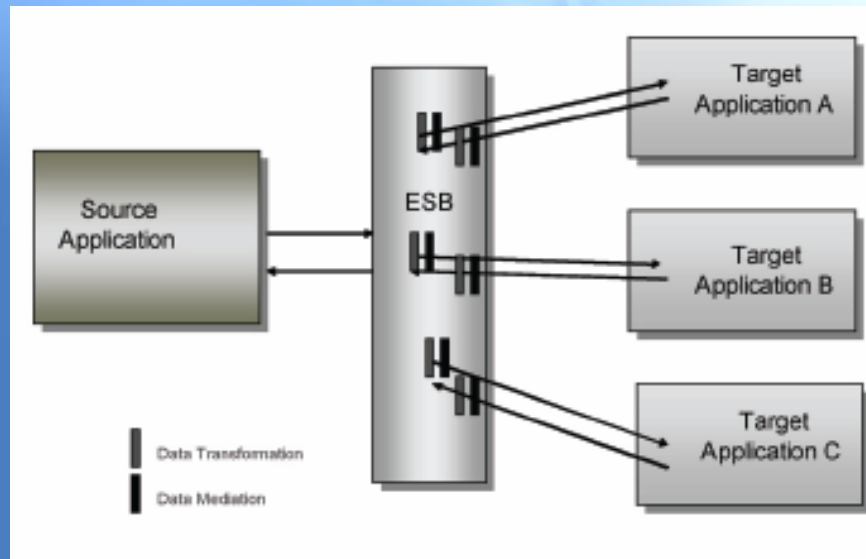 Source
Application
ESB
Target
Application A
Target
Application B
Target
Application C
Data Transformation
Data Mediation